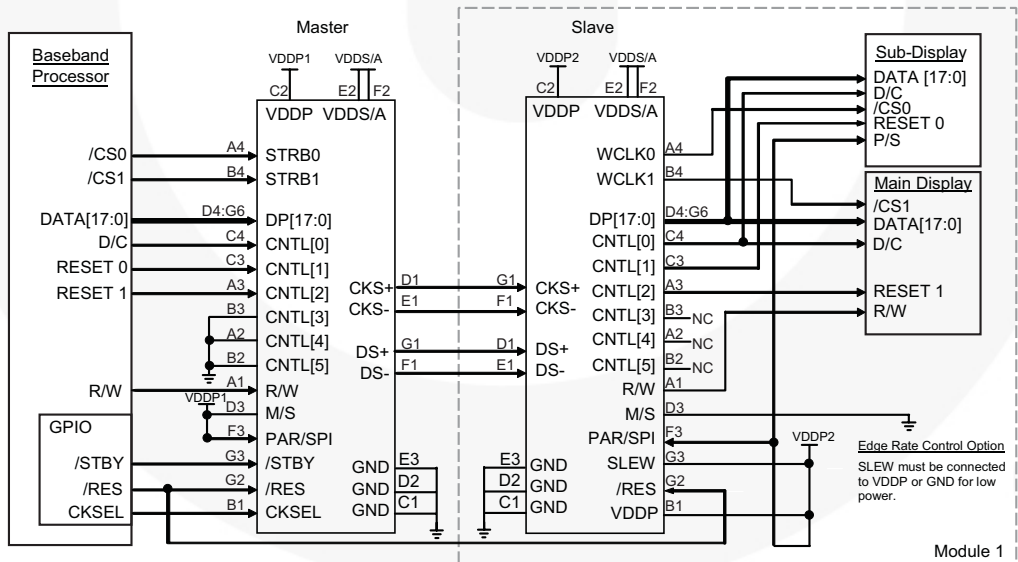 Master
Slave
Baseband
Processor
/CS0
/CS1
DATA[17:0]
D/C
RESET 0
RESET 1
R/W
GPIO
/STBY
/RES
CKSEL
VDDP1
VDDS/A
C2
E2
F2
VDDP
VDDS/A
A4
STRB0
B4
STRB1
D4:G6
DP[17:0]
C4
CNTL[0]
C3
CNTL[1]
A3
CNTL[2]
B3
CNTL[3]
A2
CNTL[4]
B2
CNTL[5]
A1
R/W
VDDP1
D3
M/S
F3
PAR/SPI
G3
/STBY
G2
/RES
B1
CKSEL
CKS+
D1
CKS-
E1
DS+
G1
DS-
F1
GND
E3
GND
D2
GND
C1
VDDP2
VDDS/A
C2
E2
F2
VDDP
VDDS/A
G1
CKS+
F1
CKS-
D1
DS+
E1
DS-
E3
GND
D2
GND
C1
GND
WCLK0
A4
WCLK1
B4
DP[17:0]
D4:G6
CNTL[0]
C4
CNTL[1]
C3
CNTL[2]
A3
CNTL[3]
B3
NC
CNTL[4]
A2
NC
CNTL[5]
B2
NC
R/W
A1
M/S
D3
PAR/SPI
F3
SLEW
G3
/RES
G2
VDDP
B1
VDDP2
Sub-Display
DATA [17:0]
D/C
/CS0
RESET 0
P/S
Main Display
/CS1
DATA[17:0]
D/C
RESET 1
R/W
Edge Rate Control Option
SLEW must be connected
to VDDP or GND for low
power.
Module 1